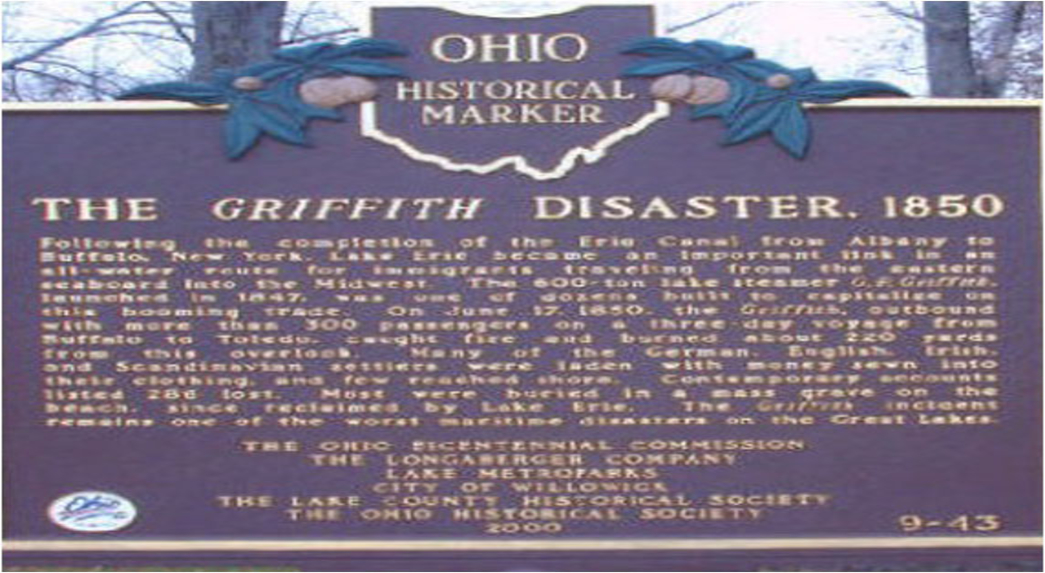 OHIO
HISTORICAL
MARKER
THE GRIFFITH DISASTER, 1850
Following the completion of the Erie Canal from Albany to
Buffalo, New York, Lake Erie became an important link in an
all-water route for immigrants traveling from the eastern
seaboard into the Midwest. The 600-ton lake steamer G.P. Griffith,
launched in 1847, was one of dozens built to capitalize on
this booming trade. On June 17, 1850, the Griffith, outbound
with more than 300 passengers on a three-day voyage from
Buffalo to Toledo, caught fire and burned about 220 yards
from this overlook. Many of the German, English, Irish,
and Scandinavian settlers were laden with money sewn into
their clothing, and few reached shore. Contemporary accounts
listed 286 lost. Most were buried in a mass grave on the
beach, since reclaimed by Lake Erie. The Griffith incident
remains one of the worst maritime disasters on the Great Lakes.
THE OHIO BICENTENNIAL COMMISSION
THE LONGABERGER COMPANY
LAKE METROPARKS
CITY OF WILLOWICK
THE LAKE COUNTY HISTORICAL SOCIETY
THE OHIO HISTORICAL SOCIETY
2000
9-43
Ohio